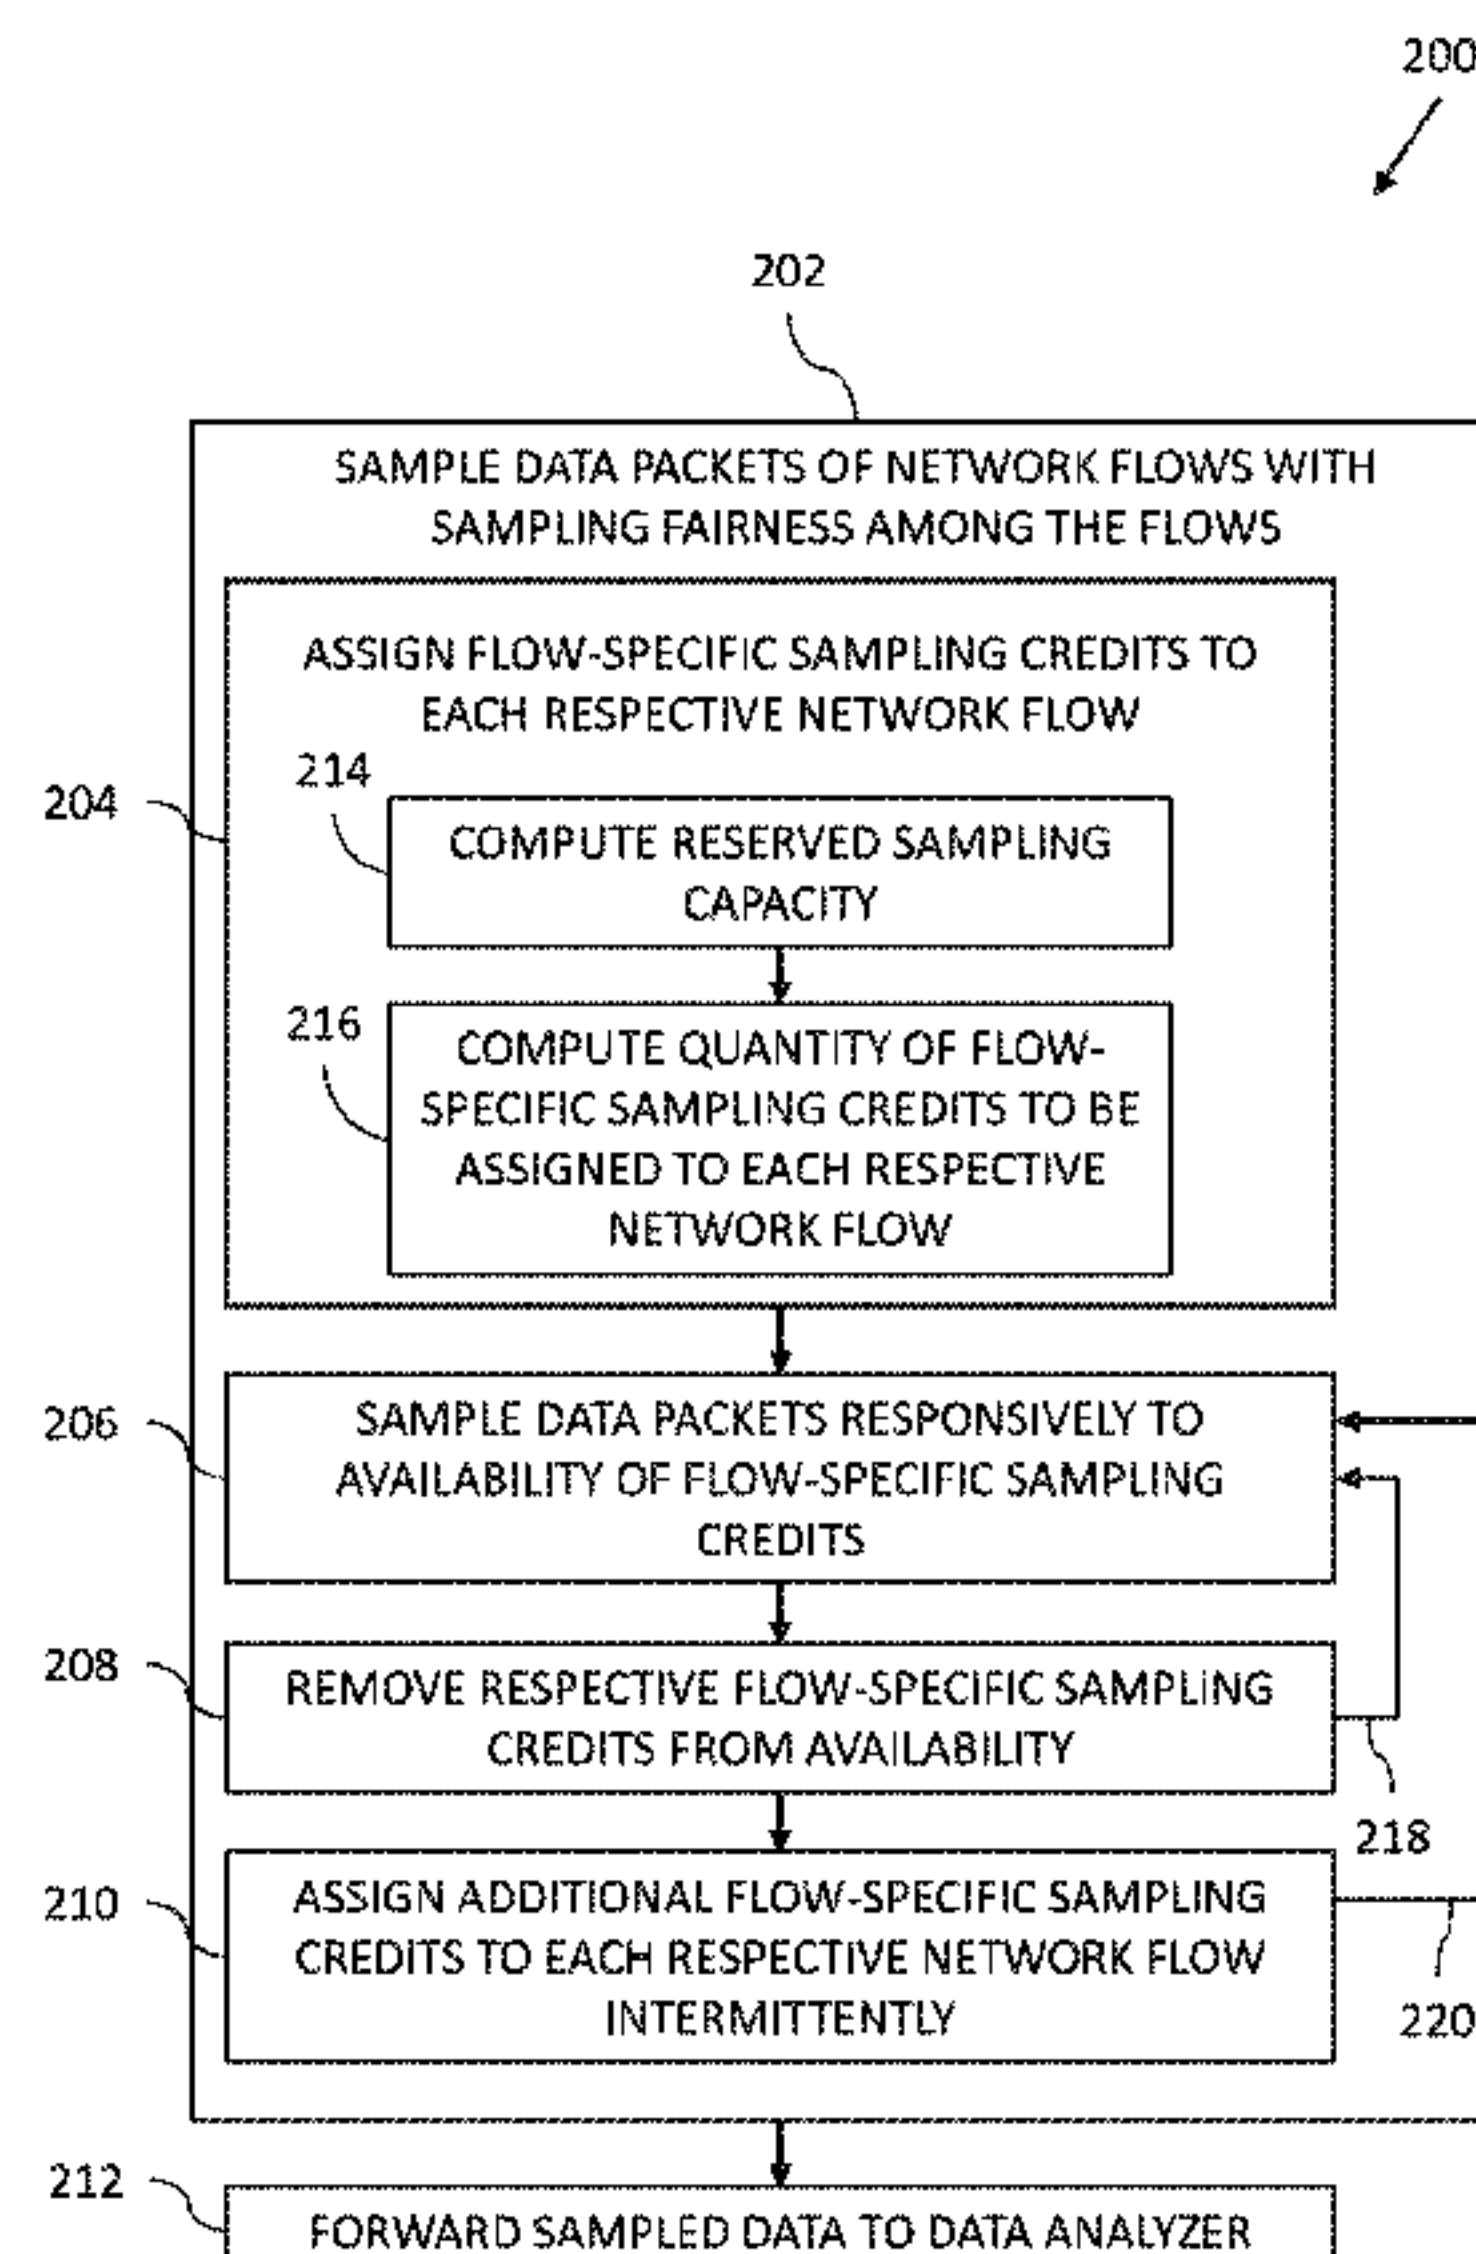 200
202
SAMPLE DATA PACKETS OF NETWORK FLOWS WITH
SAMPLING FAIRNESS AMONG THE FLOWS
ASSIGN FLOW-SPECIFIC SAMPLING CREDITS TO
EACH RESPECTIVE NETWORK FLOW
214
204
COMPUTE RESERVED SAMPLING
CAPACITY
216
COMPUTE QUANTITY OF FLOW-
SPECIFIC SAMPLING CREDITS TO BE
ASSIGNED TO EACH RESPECTIVE
NETWORK FLOW
206
SAMPLE DATA PACKETS RESPONSIVELY TO
AVAILABILITY OF FLOW-SPECIFIC SAMPLING
CREDITS
208
REMOVE RESPECTIVE FLOW-SPECIFIC SAMPLING
CREDITS FROM AVAILABILITY
218
210
ASSIGN ADDITIONAL FLOW-SPECIFIC SAMPLING
CREDITS TO EACH RESPECTIVE NETWORK FLOW
INTERMITTENTLY
220
212
FORWARD SAMPLED DATA TO DATA ANALYZER